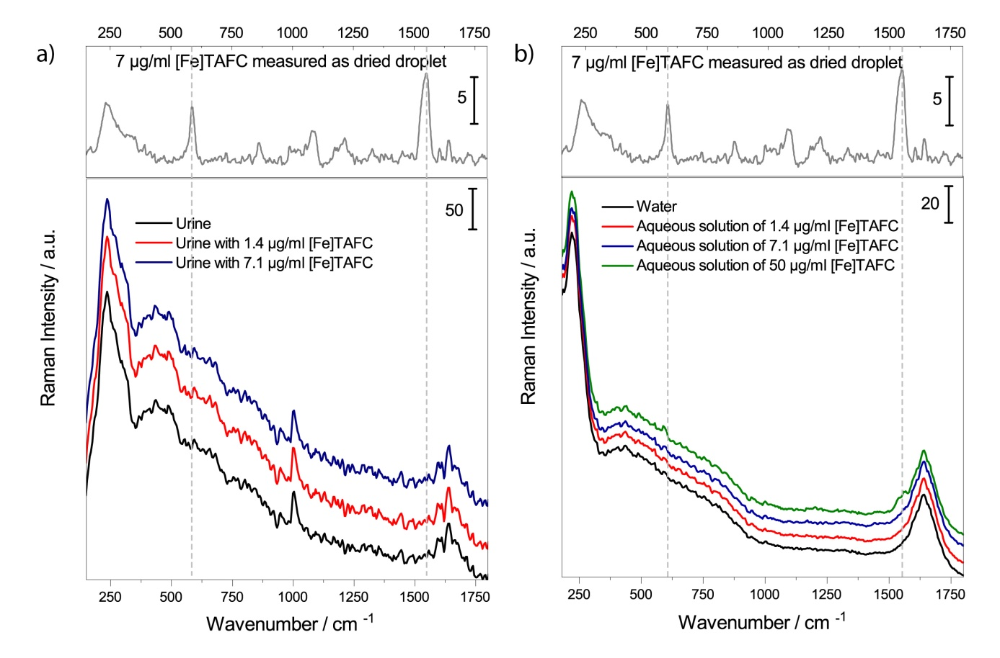 a)
250 500 750 1000 1250 1500 1750
7 µg/ml [Fe]TAFC measured as dried droplet
5
50
Urine
Urine with 1.4 µg/ml [Fe]TAFC
Urine with 7.1 µg/ml [Fe]TAFC
Raman Intensity / a.u.
250 500 750 1000 1250 1500 1750
Wavenumber / cm -1
b)
250 500 750 1000 1250 1500 1750
7 µg/ml [Fe]TAFC measured as dried droplet
5
20
Water
Aqueous solution of 1.4 µg/ml [Fe]TAFC
Aqueous solution of 7.1 µg/ml [Fe]TAFC
Aqueous solution of 50 µg/ml [Fe]TAFC
Raman Intensity / a.u.
250 500 750 1000 1250 1500 1750
Wavenumber / cm -1